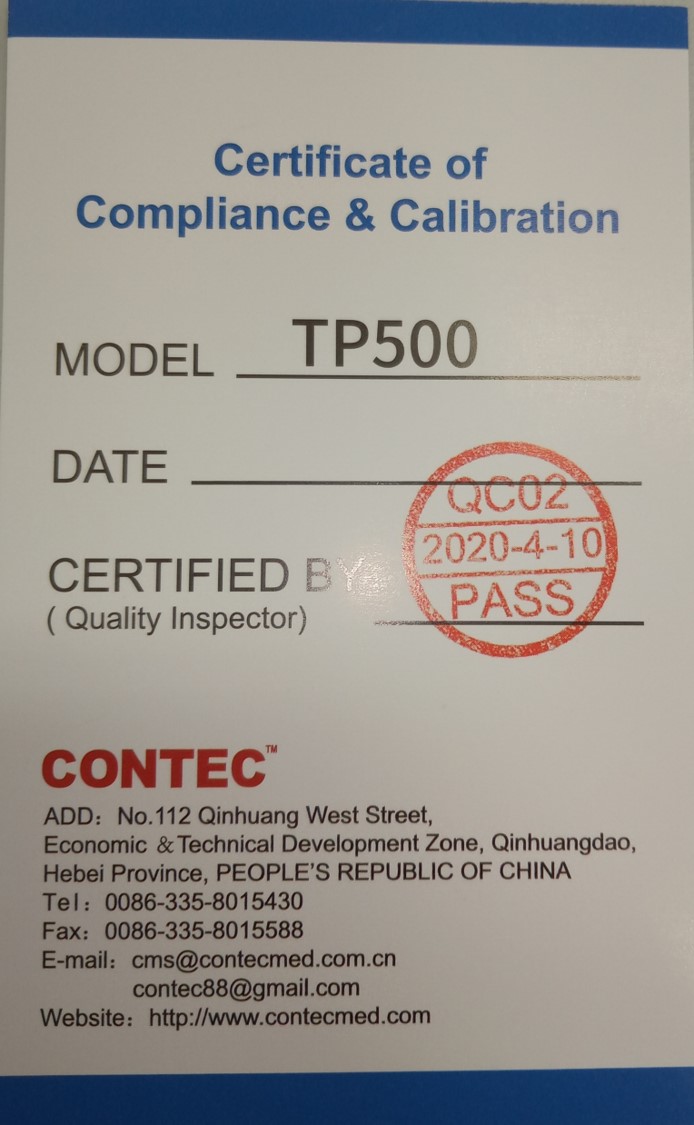 Certificate of
Compliance & Calibration
MODEL TP500
DATE
QC02
2020-4-10
CERTIFIED BY
PASS
( Quality Inspector)
CONTEC™
ADD：No.112 Qinhuang West Street,
Economic & Technical Development Zone, Qinhuangdao,
Hebei Province, PEOPLE'S REPUBLIC OF CHINA
Tel：0086-335-8015430
Fax：0086-335-8015588
E-mail：cms@contecmed.com.cn
contec88@gmail.com
Website：http://www.contecmed.com